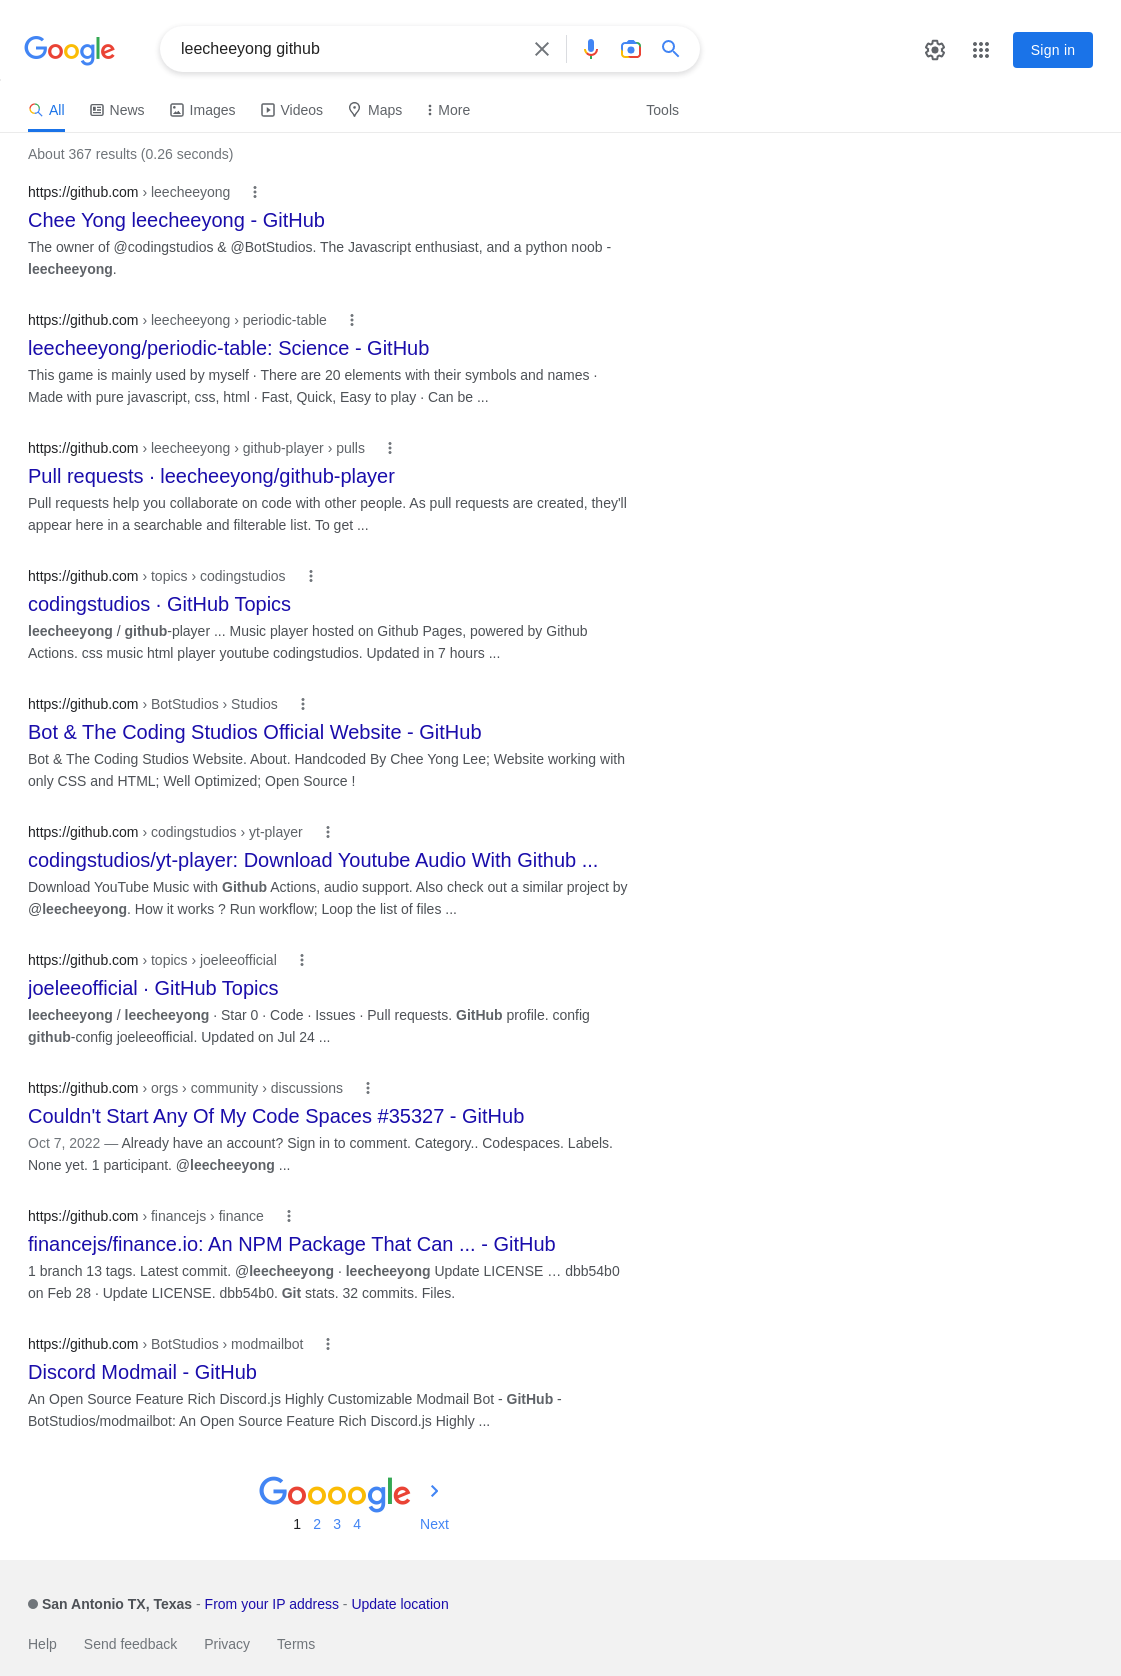 Google
leecheeyong github
Sign in
All News Images Videos Maps More Tools
About 367 results (0.26 seconds)
https://github.com › leecheeyong
Chee Yong leecheeyong - GitHub
The owner of @codingstudios & @BotStudios. The Javascript enthusiast, and a python noob -
leecheeyong.
https://github.com › leecheeyong › periodic-table
leecheeyong/periodic-table: Science - GitHub
This game is mainly used by myself · There are 20 elements with their symbols and names ·
Made with pure javascript, css, html · Fast, Quick, Easy to play · Can be ...
https://github.com › leecheeyong › github-player › pulls
Pull requests · leecheeyong/github-player
Pull requests help you collaborate on code with other people. As pull requests are created, they'll
appear here in a searchable and filterable list. To get ...
https://github.com › topics › codingstudios
codingstudios · GitHub Topics
leecheeyong / github-player ... Music player hosted on Github Pages, powered by Github
Actions. css music html player youtube codingstudios. Updated in 7 hours ...
https://github.com › BotStudios › Studios
Bot & The Coding Studios Official Website - GitHub
Bot & The Coding Studios Website. About. Handcoded By Chee Yong Lee; Website working with
only CSS and HTML; Well Optimized; Open Source !
https://github.com › codingstudios › yt-player
codingstudios/yt-player: Download Youtube Audio With Github ...
Download YouTube Music with Github Actions, audio support. Also check out a similar project by
@leecheeyong. How it works ? Run workflow; Loop the list of files ...
https://github.com › topics › joeleeofficial
joeleeofficial · GitHub Topics
leecheeyong / leecheeyong · Star 0 · Code · Issues · Pull requests. GitHub profile. config
github-config joeleeofficial. Updated on Jul 24 ...
https://github.com › orgs › community › discussions
Couldn't Start Any Of My Code Spaces #35327 - GitHub
Oct 7, 2022 — Already have an account? Sign in to comment. Category.. Codespaces. Labels.
None yet. 1 participant. @leecheeyong ...
https://github.com › financejs › finance
financejs/finance.io: An NPM Package That Can ... - GitHub
1 branch 13 tags. Latest commit. @leecheeyong · leecheeyong Update LICENSE … dbb54b0
on Feb 28 · Update LICENSE. dbb54b0. Git stats. 32 commits. Files.
https://github.com › BotStudios › modmailbot
Discord Modmail - GitHub
An Open Source Feature Rich Discord.js Highly Customizable Modmail Bot - GitHub -
BotStudios/modmailbot: An Open Source Feature Rich Discord.js Highly ...
Goooogle
1 2 3 4 Next
San Antonio TX, Texas - From your IP address - Update location
Help Send feedback Privacy Terms